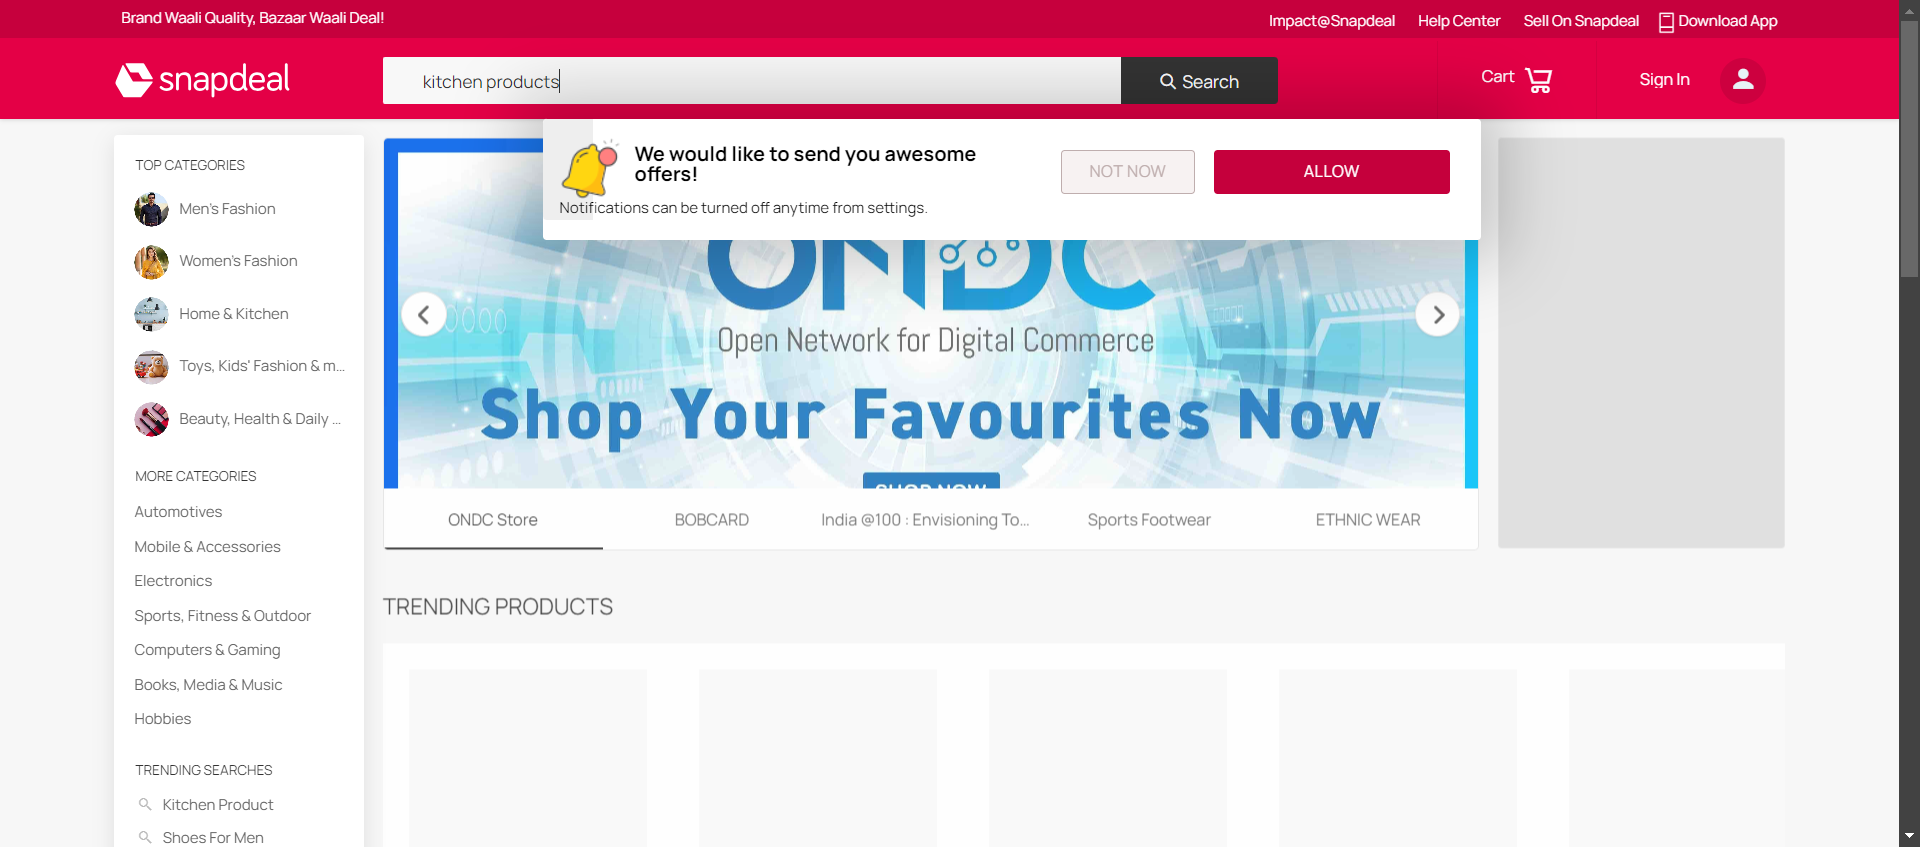 Brand Waali Quality, Bazaar Waali Deal!
Impact@Snapdeal
Help Center
Sell On Snapdeal
Download App
snapdeal
kitchen products
Search
Cart
Sign In
We would like to send you awesome
offers!
Notifications can be turned off anytime from settings.
NOT NOW
ALLOW
TOP CATEGORIES
Men's Fashion
Women's Fashion
Home & Kitchen
Toys, Kids' Fashion & m...
Beauty, Health & Daily ...
MORE CATEGORIES
Automotives
Mobile & Accessories
Electronics
Sports, Fitness & Outdoor
Computers & Gaming
Books, Media & Music
Hobbies
TRENDING SEARCHES
Kitchen Product
Shoes For Men
ONDC
Open Network for Digital Commerce
Shop Your Favourites Now
SHOP NOW
ONDC Store
BOBCARD
India @100 : Envisioning To...
Sports Footwear
ETHNIC WEAR
TRENDING PRODUCTS